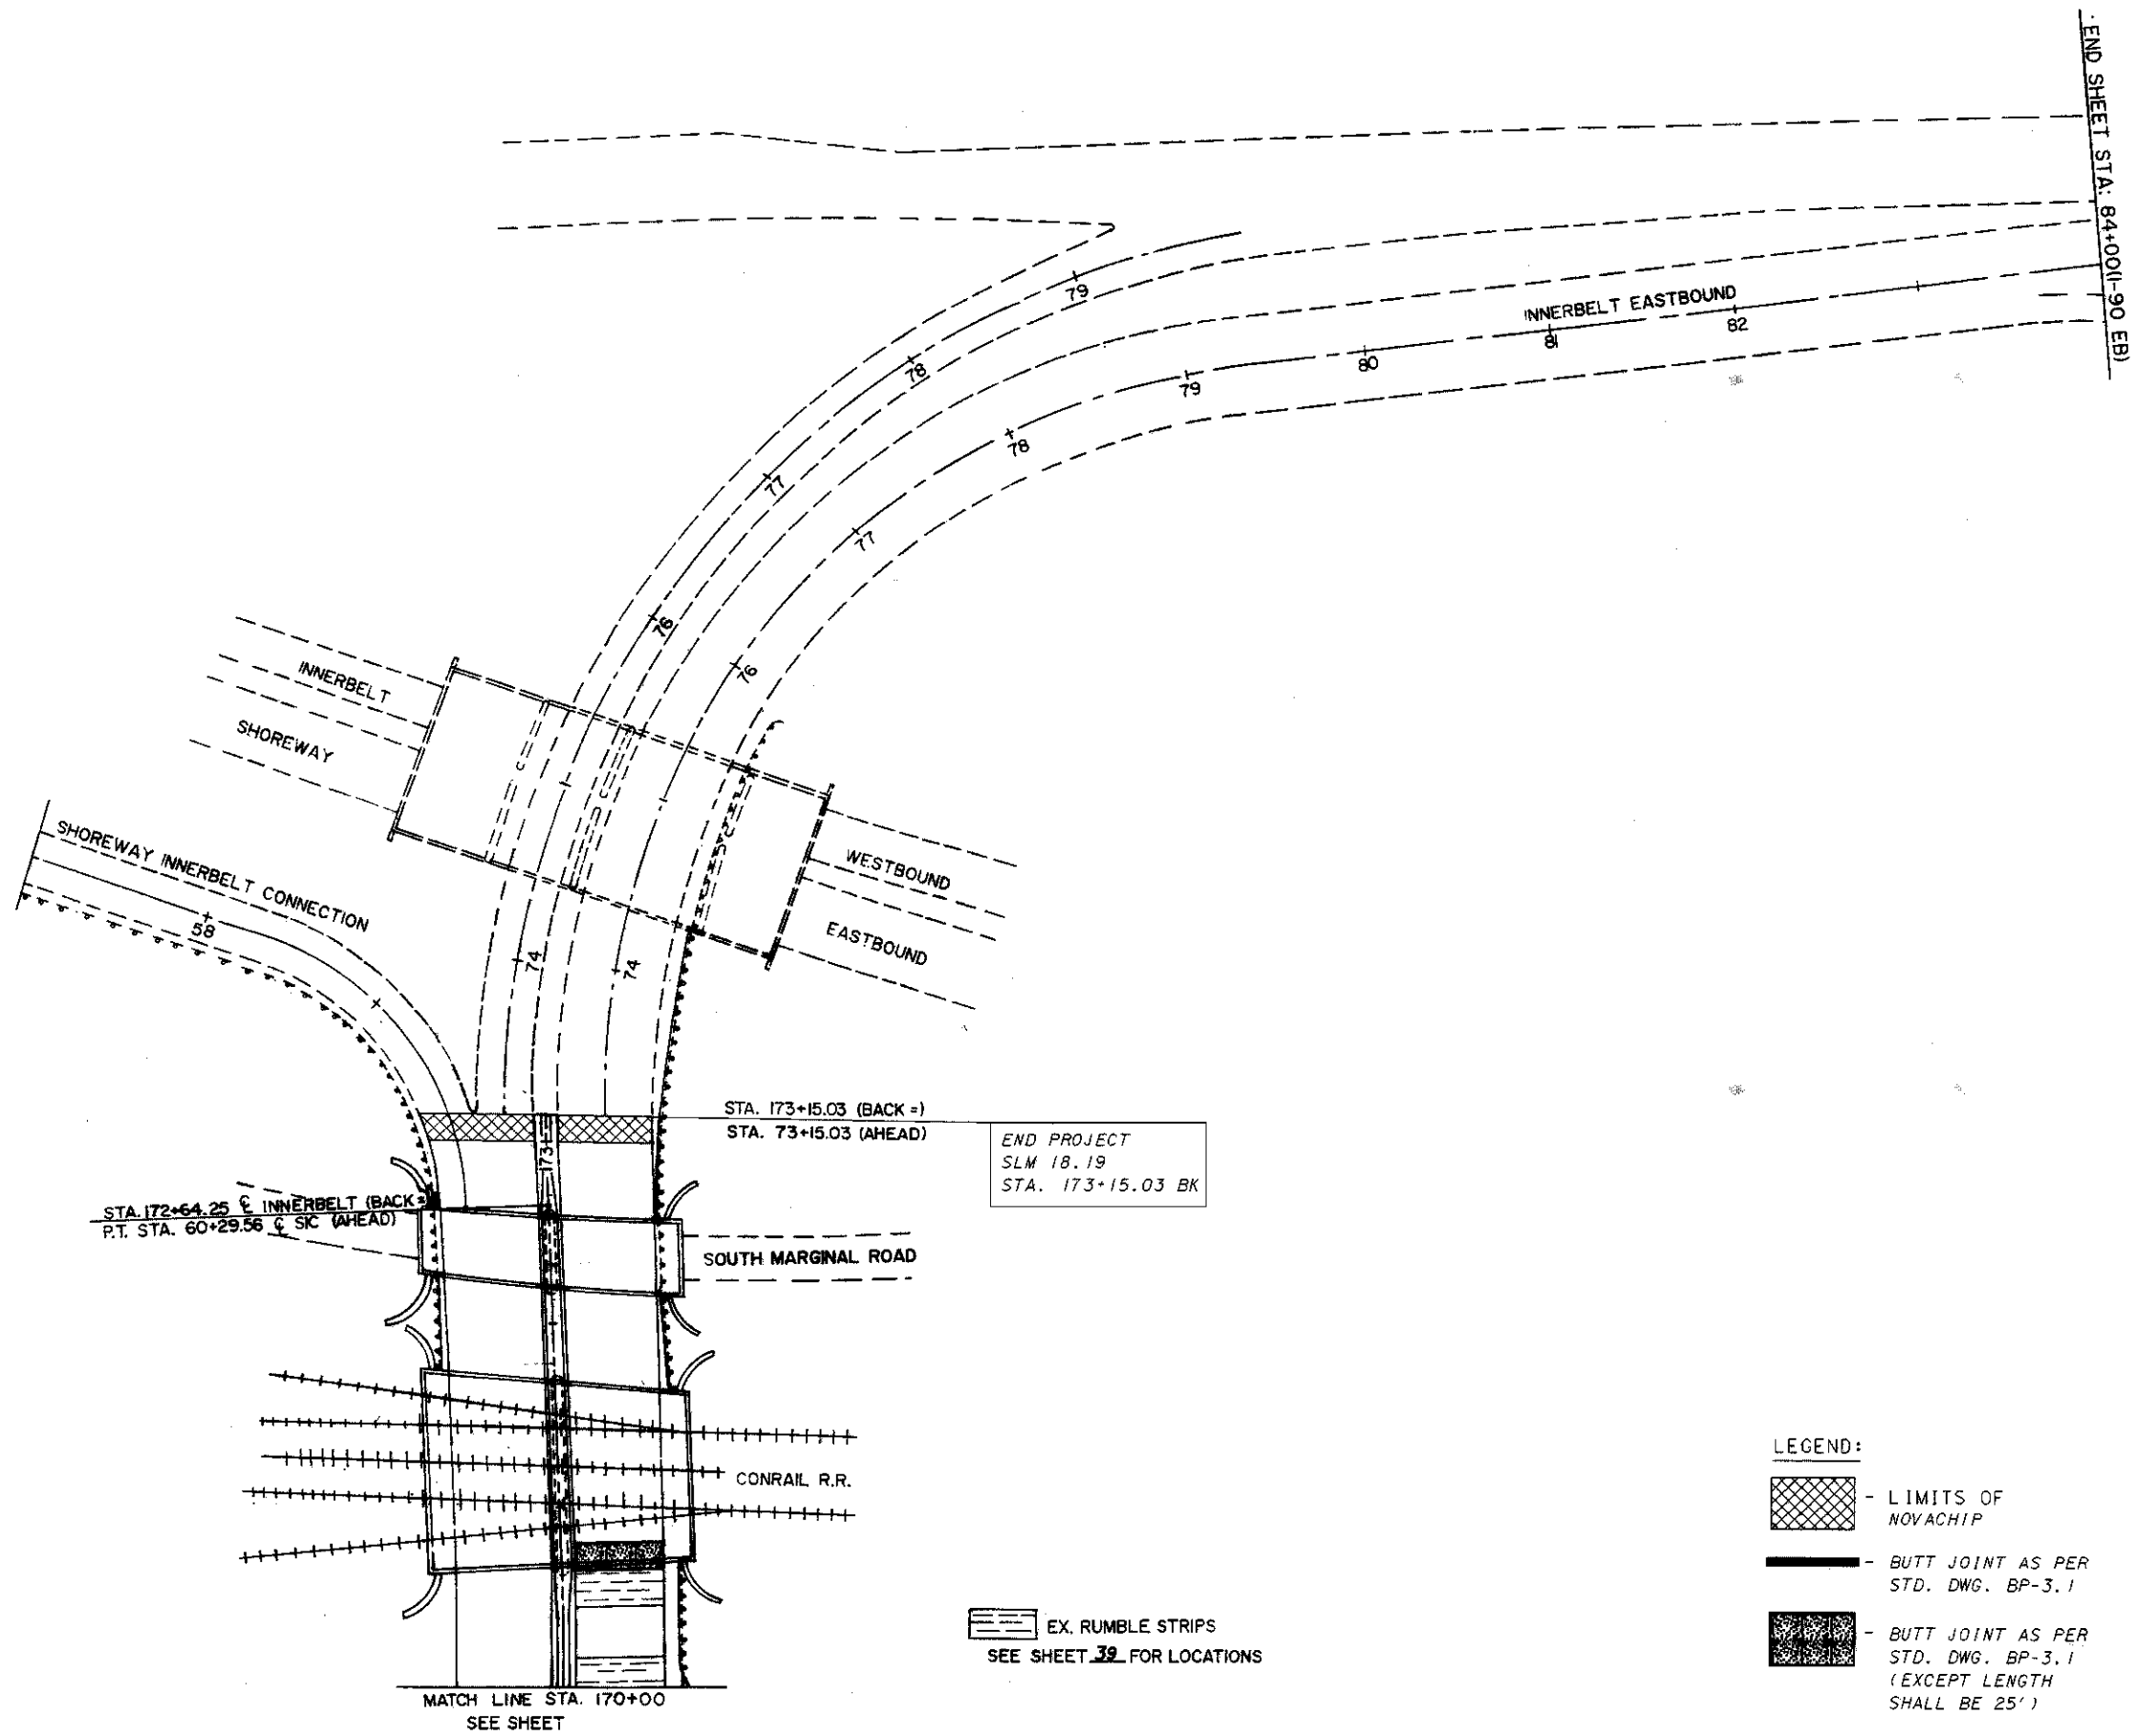 END SHEET STA: 84+00(I-90 EB)
79
INNERBELT EASTBOUND
82
81
80
79
78
78
77
77
76
76
INNERBELT
SHOREWAY
SHOREWAY INNERBELT CONNECTION
58
WESTBOUND
EASTBOUND
74
74
STA. 173+15.03 (BACK =)
STA. 73+15.03 (AHEAD)
END PROJECT
SLM 18.19
STA. 173+15.03 BK
173
STA. 172+64.25 ℄ INNERBELT (BACK =
P.T. STA. 60+29.56 ℄ SIC (AHEAD)
SOUTH MARGINAL ROAD
CONRAIL R.R.
EX. RUMBLE STRIPS
SEE SHEET 39 FOR LOCATIONS
MATCH LINE STA. 170+00
SEE SHEET
LEGEND:
- LIMITS OF
NOVACHIP
- BUTT JOINT AS PER
STD. DWG. BP-3.1
- BUTT JOINT AS PER
STD. DWG. BP-3.1
(EXCEPT LENGTH
SHALL BE 25')